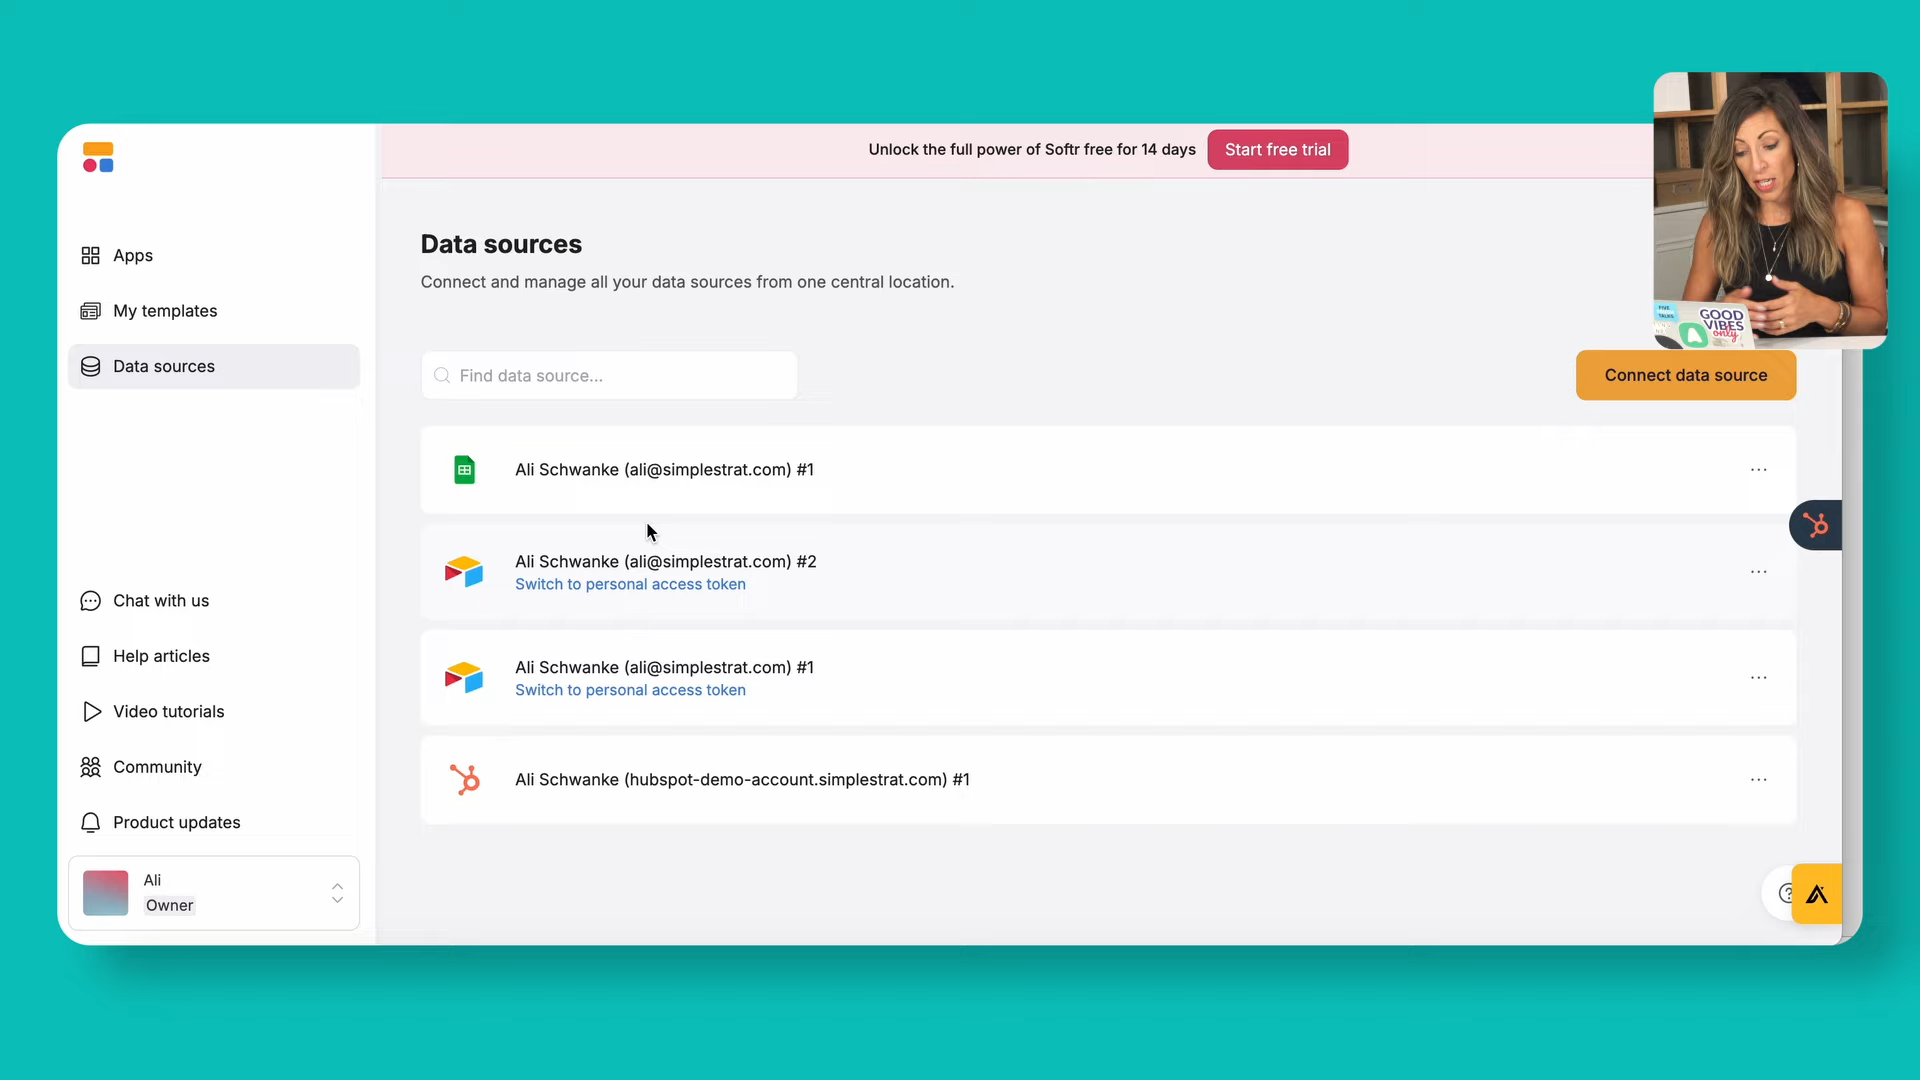 Unlock the full power of Softr free for 14 days
Start free trial
Apps
My templates
Data sources
Chat with us
Help articles
Video tutorials
Community
Product updates
Ali
Owner
Data sources
Connect and manage all your data sources from one central location.
Find data source...
Connect data source
Ali Schwanke (ali@simplestrat.com) #1
Ali Schwanke (ali@simplestrat.com) #2
Switch to personal access token
Ali Schwanke (ali@simplestrat.com) #1
Switch to personal access token
Ali Schwanke (hubspot-demo-account.simplestrat.com) #1
FIVE
TALKS
GOOD
VIBES
only